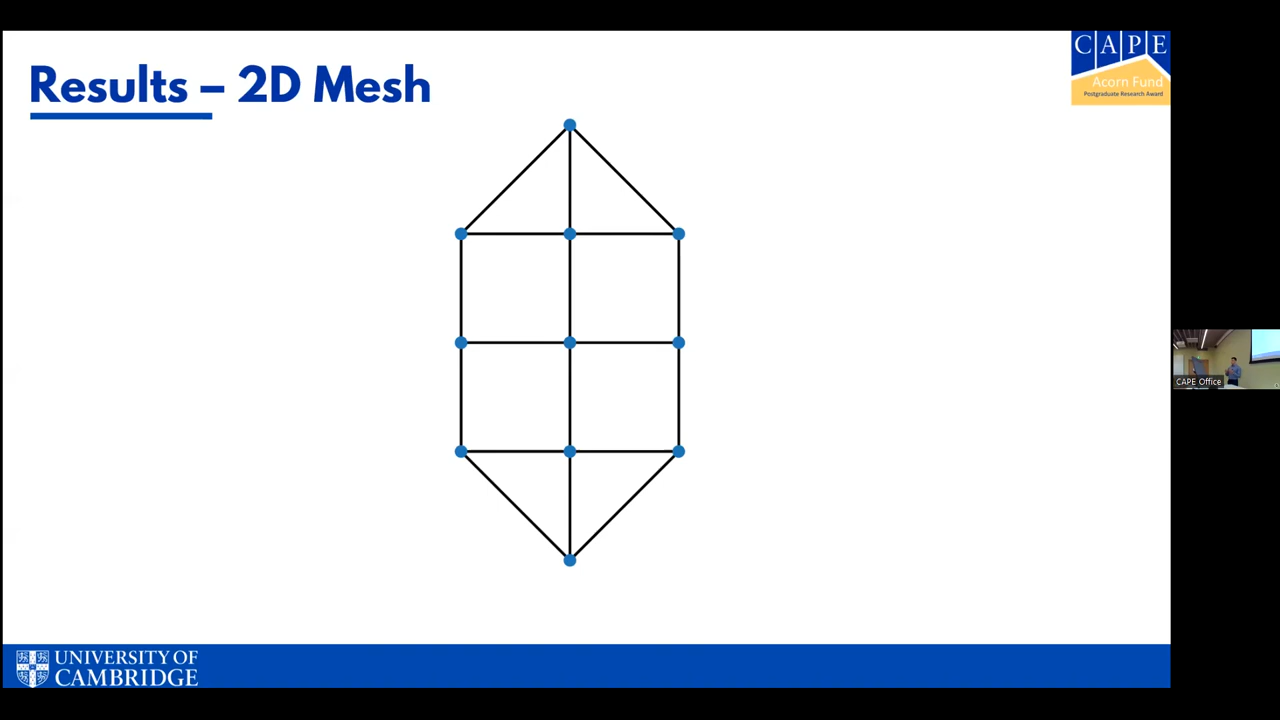 Results – 2D Mesh
CAPE
Acorn Fund
Postgraduate Research Award
CAPE Office
UNIVERSITY OF
CAMBRIDGE